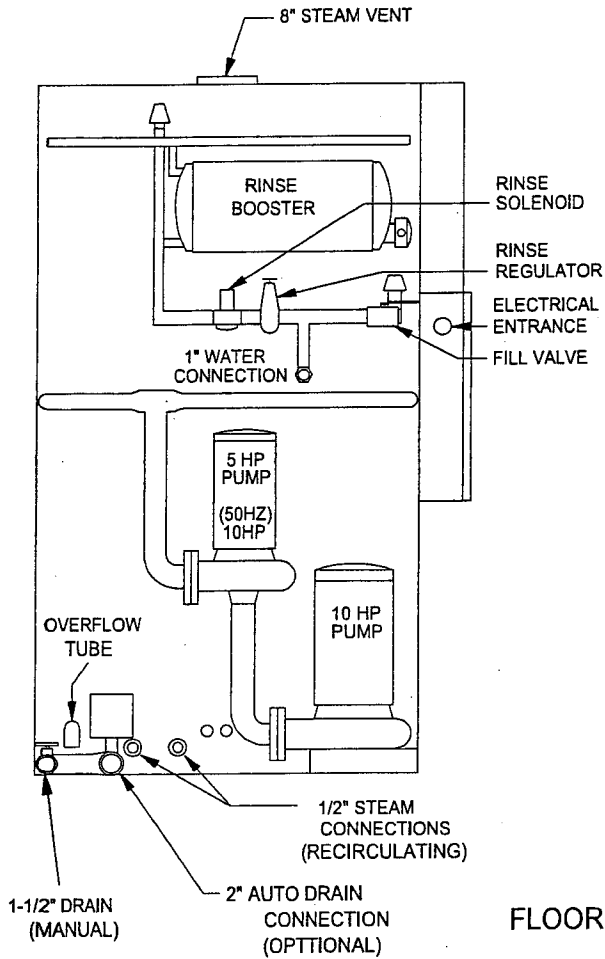 8" STEAM VENT
RINSE
BOOSTER
RINSE
SOLENOID
RINSE
REGULATOR
ELECTRICAL
ENTRANCE
FILL VALVE
1" WATER
CONNECTION
5 HP
PUMP
(50HZ)
10HP
10 HP
PUMP
OVERFLOW
TUBE
1/2" STEAM
CONNECTIONS
(RECIRCULATING)
1-1/2" DRAIN
(MANUAL)
2" AUTO DRAIN
CONNECTION
(OPTTIONAL)
FLOOR